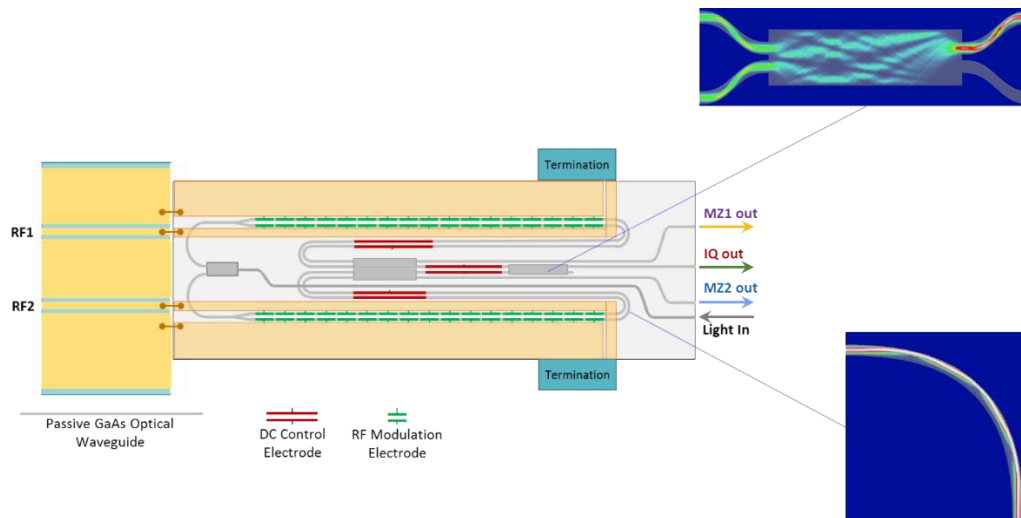 Termination
MZ1 out
RF1
IQ out
MZ2 out
RF2
Light In
Termination
Passive GaAs Optical
Waveguide
DC Control
Electrode
RF Modulation
Electrode